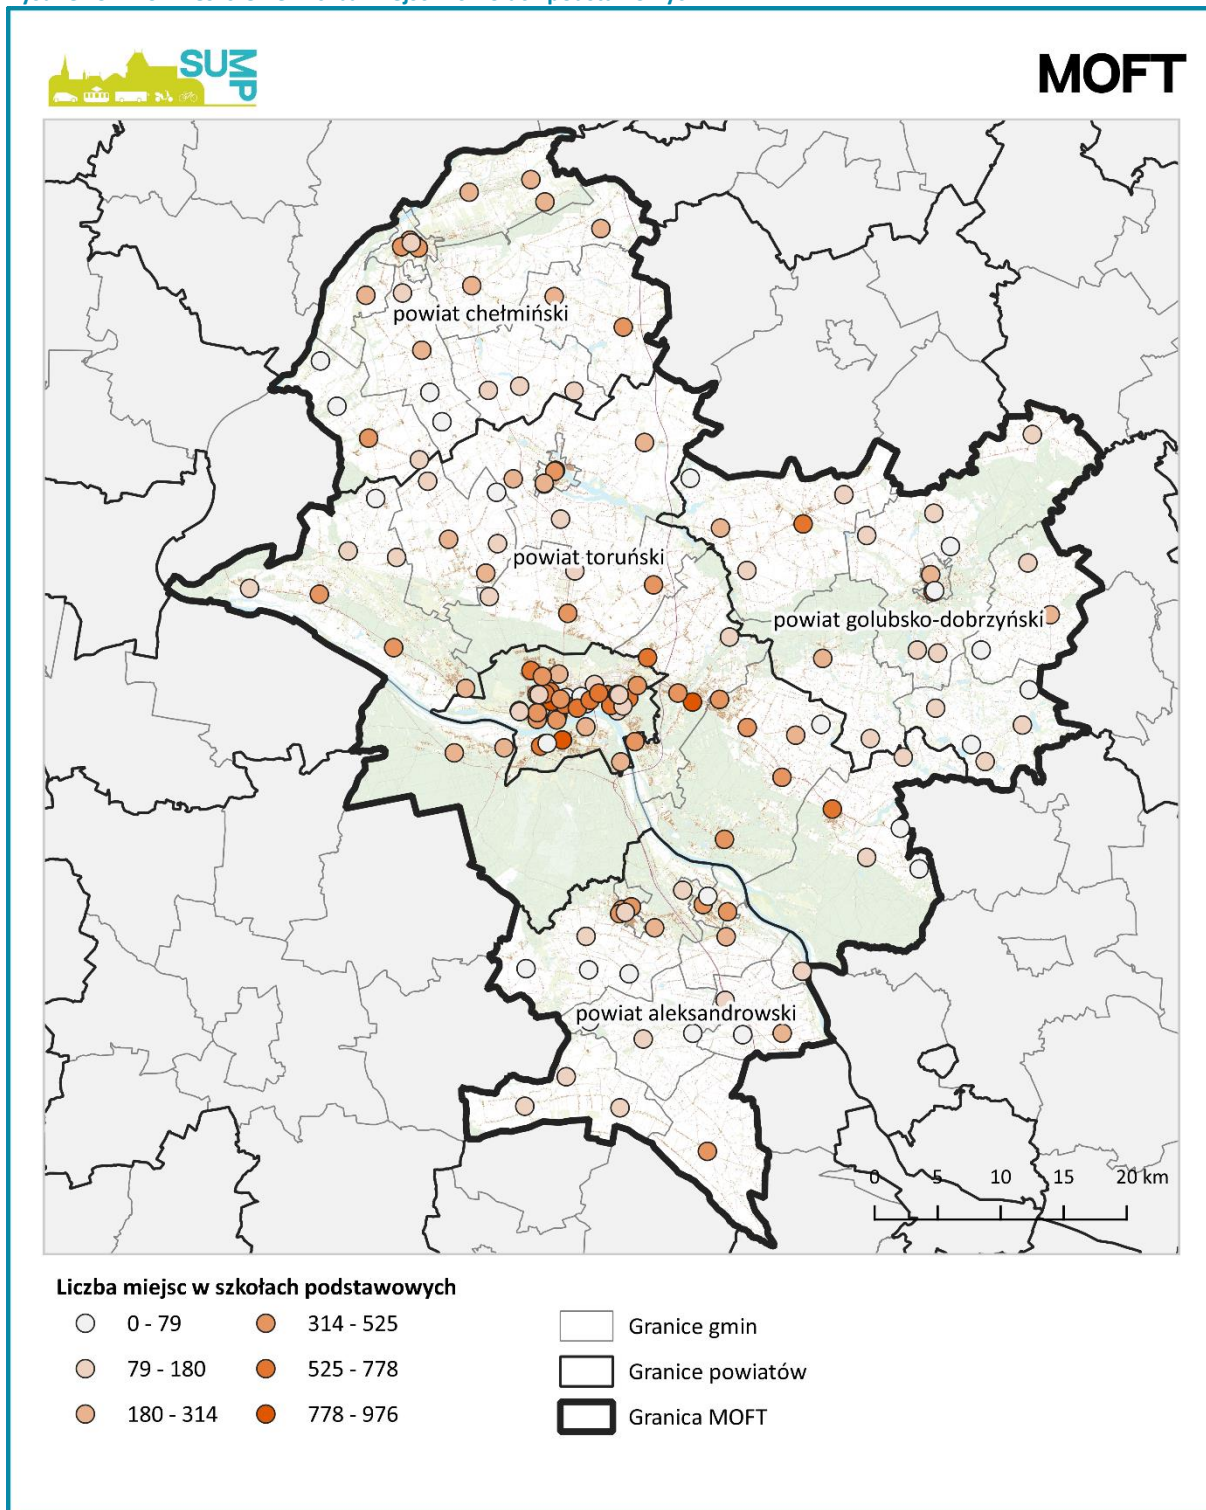 SUMP
MOFT
powiat chełmiński
powiat toruński
powiat golubsko-dobrzyński
powiat aleksandrowski
0 5 10 15 20 km
Liczba miejsc w szkołach podstawowych
0 - 79
79 - 180
180 - 314
314 - 525
525 - 778
778 - 976
Granice gmin
Granice powiatów
Granica MOFT